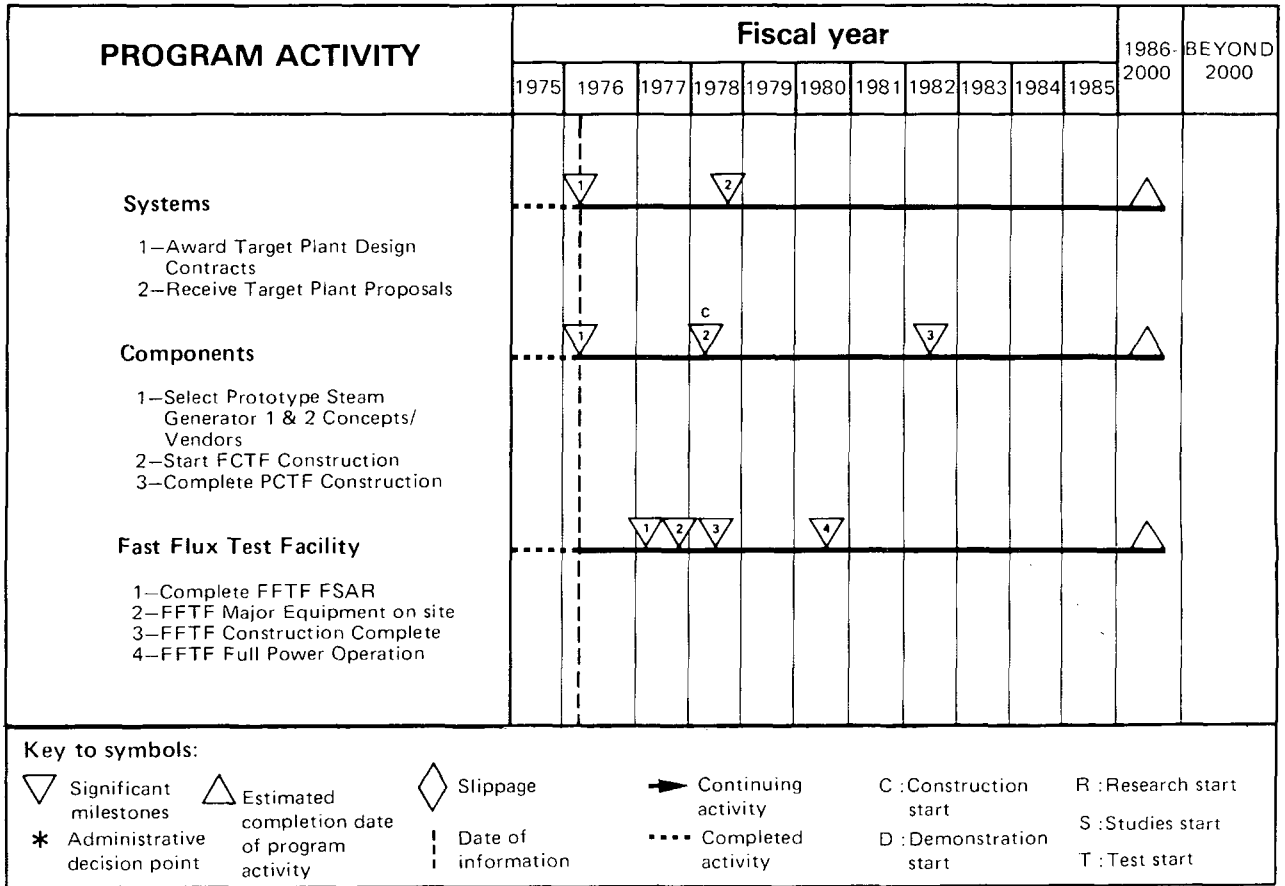 PROGRAM ACTIVITY
Fiscal year
1986-
2000
BEYOND
2000
1975 1976 1977 1978 1979 1980 1981 1982 1983 1984 1985
Systems
1 2
1—Award Target Plant Design
Contracts
2—Receive Target Plant Proposals
C
Components
1 2 3
1—Select Prototype Steam
Generator 1 & 2 Concepts/
Vendors
2—Start FCTF Construction
3—Complete PCTF Construction
Fast Flux Test Facility
1 2 3 4
1—Complete FFTF FSAR
2—FFTF Major Equipment on site
3—FFTF Construction Complete
4—FFTF Full Power Operation
Key to symbols:
Significant
milestones
* Administrative
decision point
Estimated
completion date
of program
activity
Slippage
Date of
information
Continuing
activity
Completed
activity
C :Construction
start
D :Demonstration
start
R :Research start
S :Studies start
T :Test start